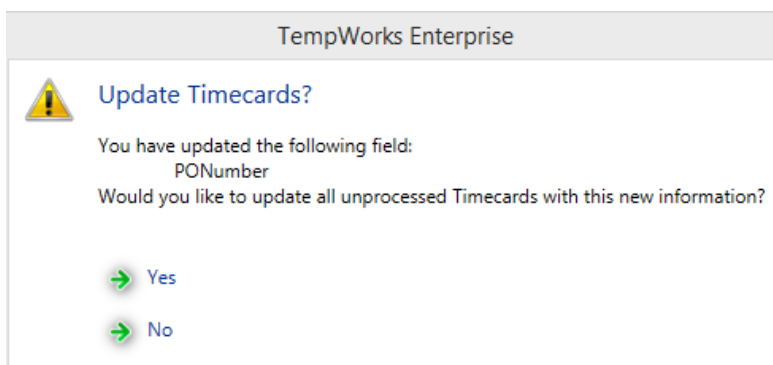 TempWorks Enterprise
Update Timecards?
You have updated the following field:
PONumber
Would you like to update all unprocessed Timecards with this new information?
Yes
No